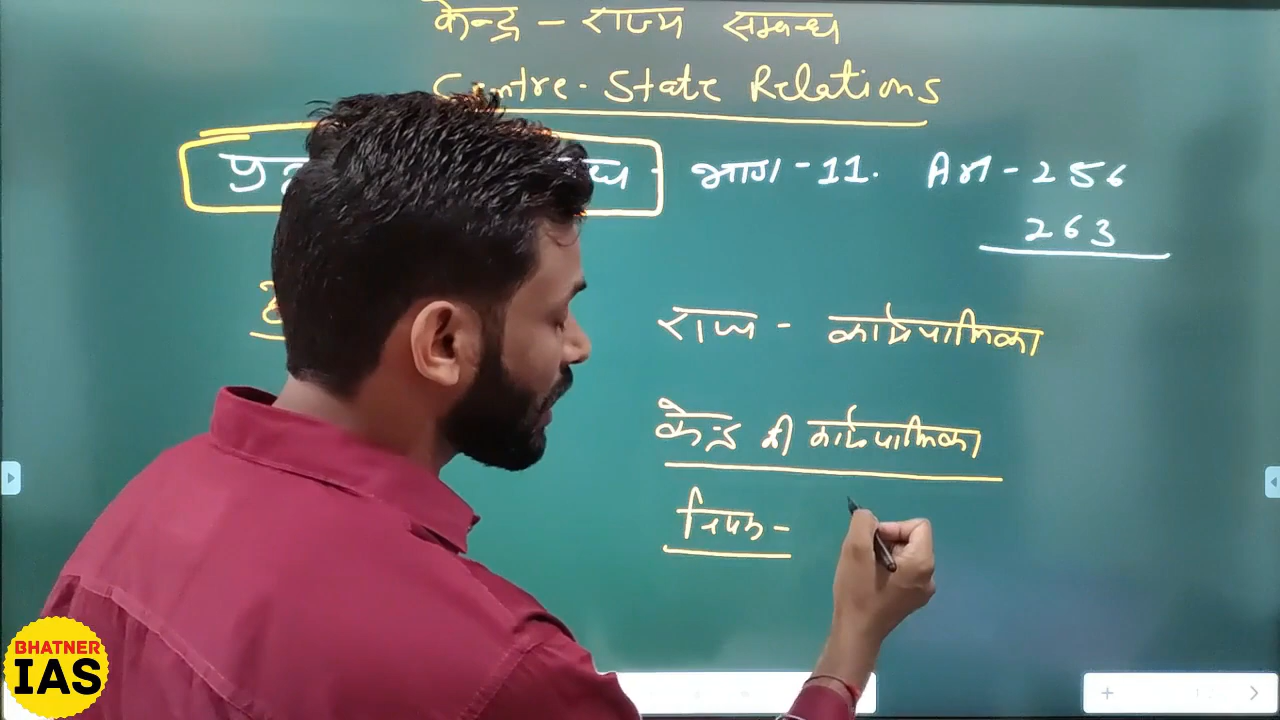 केन्द्र - राज्य सम्बन्ध
Centre-State Relations
भाग - 11. Art - 256
263
राज्य - कार्यपालिका
केन्द्र की कार्यपालिका
नियम -
BHATNER
IAS